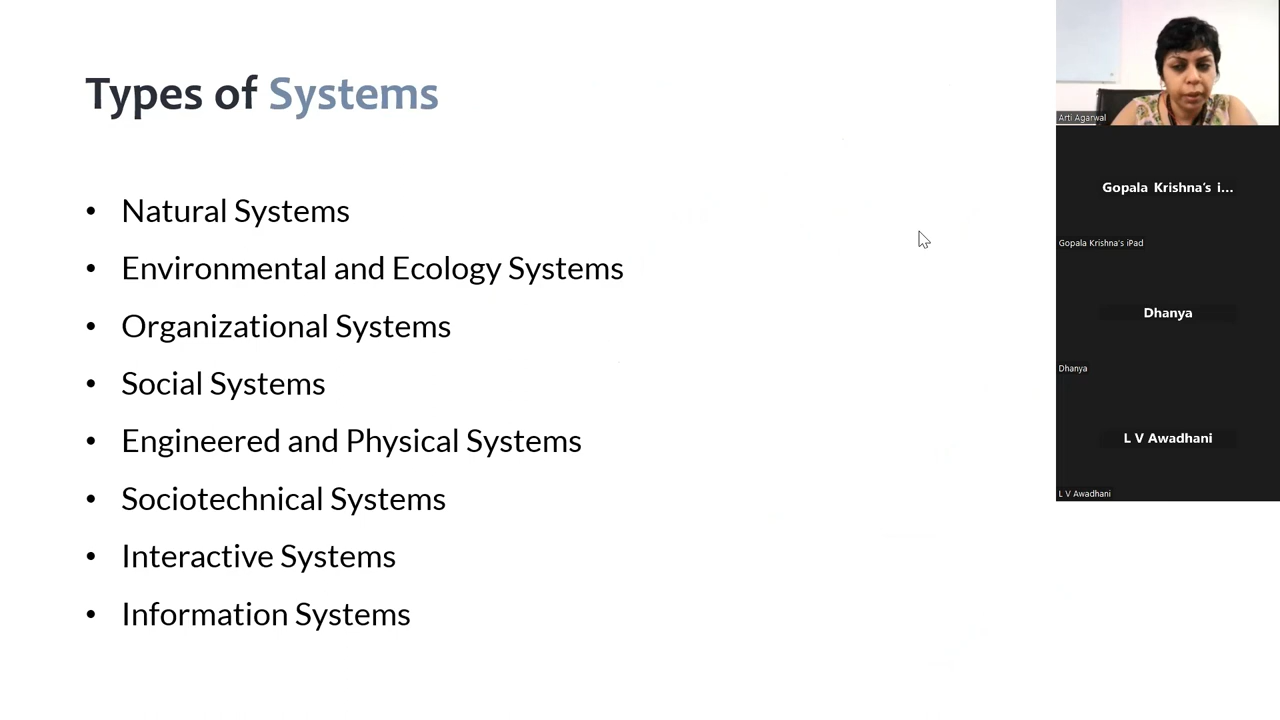 Types of Systems
• Natural Systems
• Environmental and Ecology Systems
• Organizational Systems
• Social Systems
• Engineered and Physical Systems
• Sociotechnical Systems
• Interactive Systems
• Information Systems
Arti Agarwal
Gopala Krishna's i...
Gopala Krishna's iPad
Dhanya
Dhanya
L V Awadhani
L V Awadhani